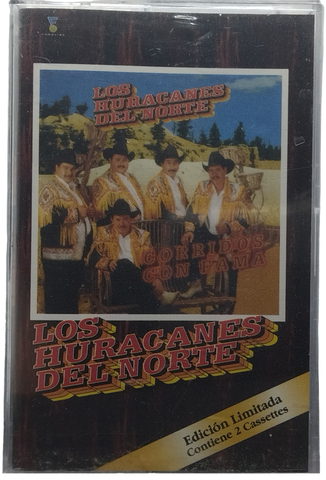 LOS
HURACANES
DEL NORTE
CORRIDOS
CON FAMA
LOS
HURACANES
DEL NORTE
Edición Limitada
Contiene 2 Cassettes